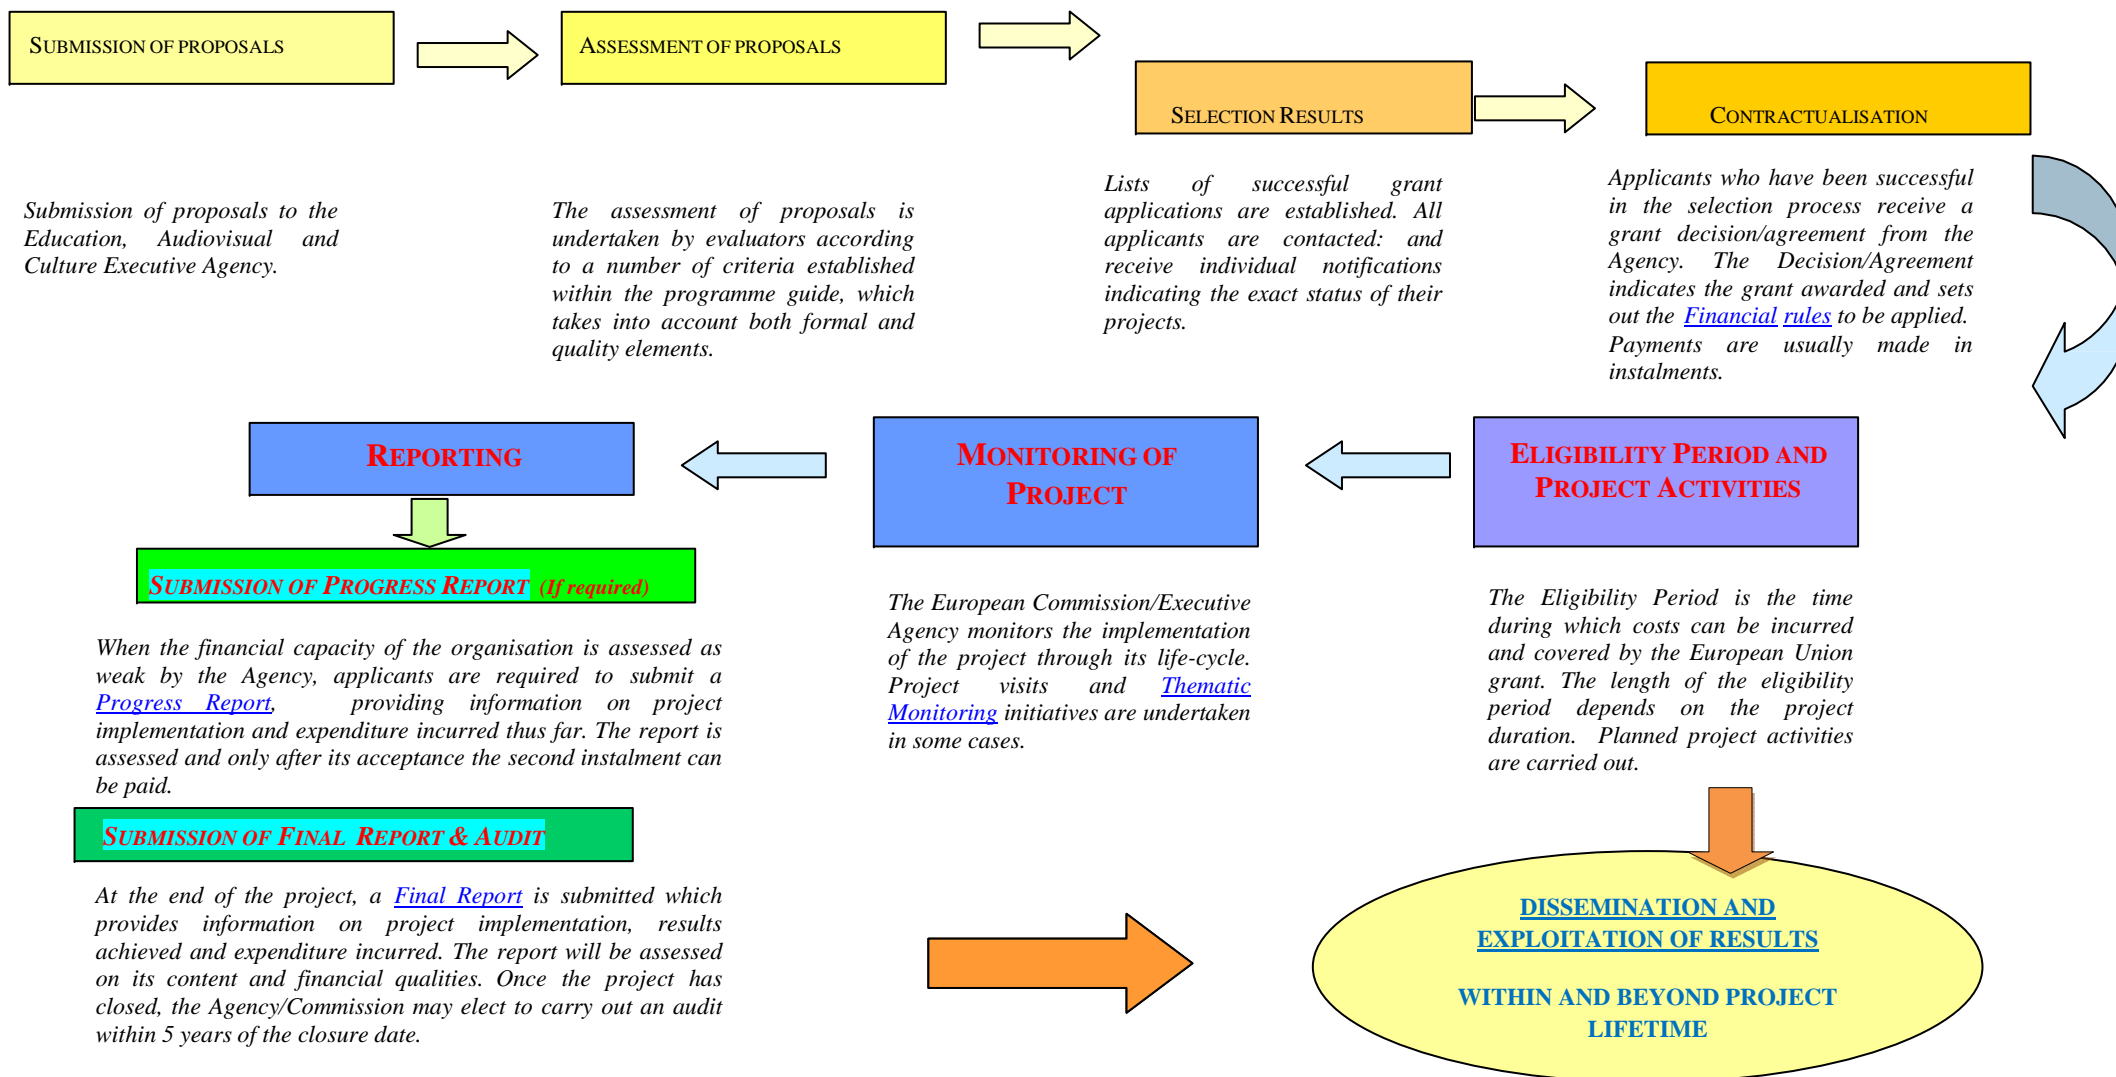 SUBMISSION OF PROPOSALS
ASSESSMENT OF PROPOSALS
SELECTION RESULTS
CONTRACTUALISATION
Submission of proposals to the
Education, Audiovisual and
Culture Executive Agency.
The assessment of proposals is
undertaken by evaluators according
to a number of criteria established
within the programme guide, which
takes into account both formal and
quality elements.
Lists of successful grant
applications are established. All
applicants are contacted: and
receive individual notifications
indicating the exact status of their
projects.
Applicants who have been successful
in the selection process receive a
grant decision/agreement from the
Agency. The Decision/Agreement
indicates the grant awarded and sets
out the Financial rules to be applied.
Payments are usually made in
instalments.
REPORTING
MONITORING OF
PROJECT
ELIGIBILITY PERIOD AND
PROJECT ACTIVITIES
SUBMISSION OF PROGRESS REPORT (If required)
When the financial capacity of the organisation is assessed as
weak by the Agency, applicants are required to submit a
Progress Report, providing information on project
implementation and expenditure incurred thus far. The report is
assessed and only after its acceptance the second instalment can
be paid.
The European Commission/Executive
Agency monitors the implementation
of the project through its life-cycle.
Project visits and Thematic
Monitoring initiatives are undertaken
in some cases.
The Eligibility Period is the time
during which costs can be incurred
and covered by the European Union
grant. The length of the eligibility
period depends on the project
duration. Planned project activities
are carried out.
SUBMISSION OF FINAL REPORT & AUDIT
At the end of the project, a Final Report is submitted which
provides information on project implementation, results
achieved and expenditure incurred. The report will be assessed
on its content and financial qualities. Once the project has
closed, the Agency/Commission may elect to carry out an audit
within 5 years of the closure date.
DISSEMINATION AND
EXPLOITATION OF RESULTS
WITHIN AND BEYOND PROJECT
LIFETIME